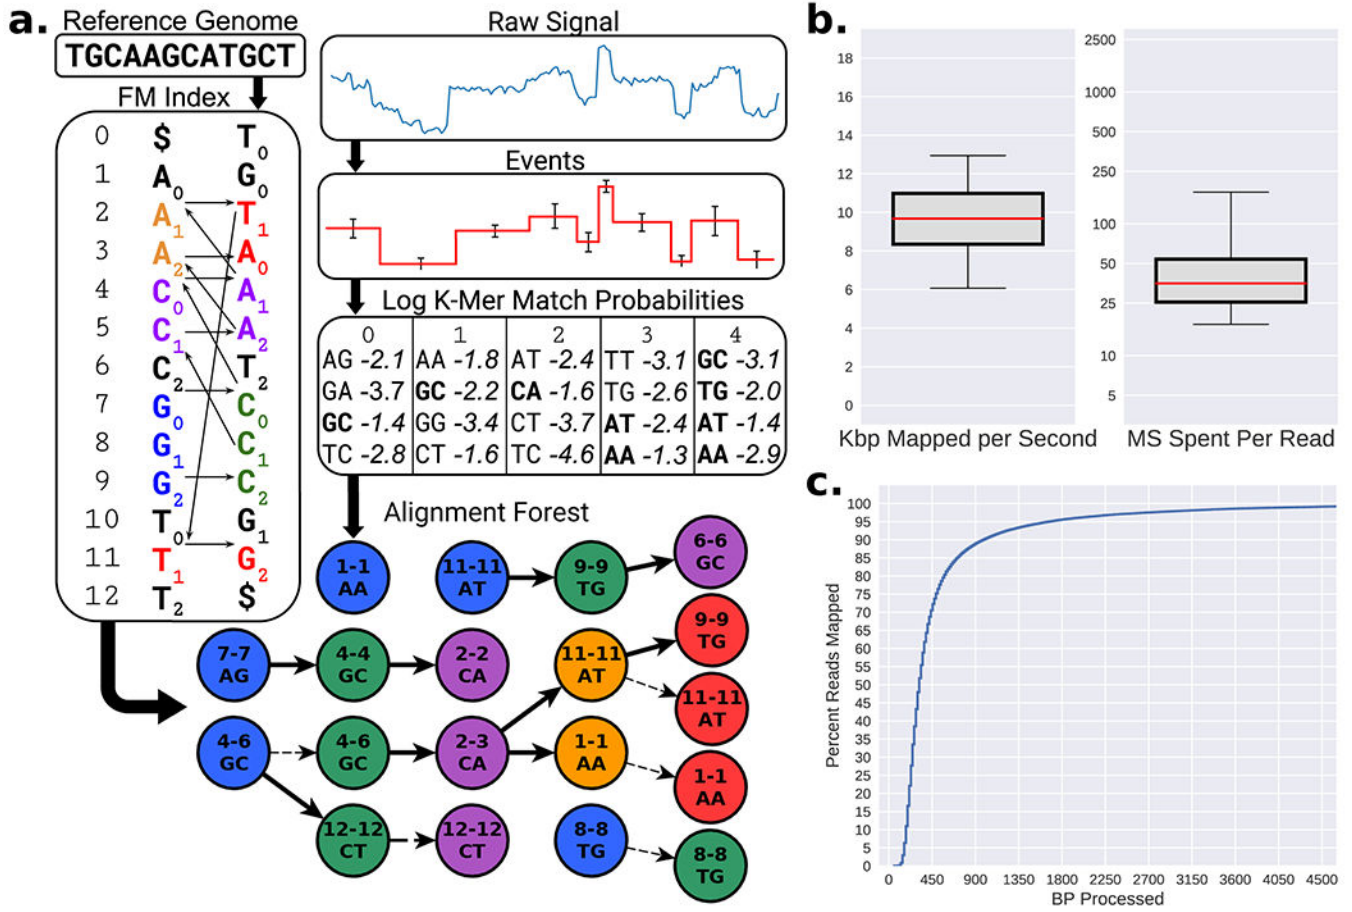 a.
Reference Genome
TGCAAGCATGCT
FM Index
0 $ T0
1 A0 G0
2 A1 T1
3 A2 A0
4 C0 A1
5 C1 A2
6 C2 T2
7 G0 C0
8 G1 C1
9 G2 C2
10 T0 G1
11 T1 G2
12 T2 $
Raw Signal
Events
Log K-Mer Match Probabilities
0 1 2 3 4
AG -2.1 AA -1.8 AT -2.4 TT -3.1 GC -3.1
GA -3.7 GC -2.2 CA -1.6 TG -2.6 TG -2.0
GC -1.4 GG -3.4 CT -3.7 AT -2.4 AT -1.4
TC -2.8 CT -1.6 TC -4.6 AA -1.3 AA -2.9
Alignment Forest
1-1
AA
11-11
AT
9-9
TG
6-6
GC
9-9
TG
7-7
AG
4-4
GC
2-2
CA
11-11
AT
11-11
AT
4-6
GC
4-6
GC
2-3
CA
1-1
AA
1-1
AA
12-12
CT
12-12
CT
8-8
TG
8-8
TG
b.
18
16
14
12
10
8
6
4
2
0
Kbp Mapped per Second
2500
1000
500
250
100
50
25
10
5
MS Spent Per Read
c.
Percent Reads Mapped
100
95
90
85
80
75
70
65
60
55
50
45
40
35
30
25
20
15
10
5
0
0 450 900 1350 1800 2250 2700 3150 3600 4050 4500
BP Processed